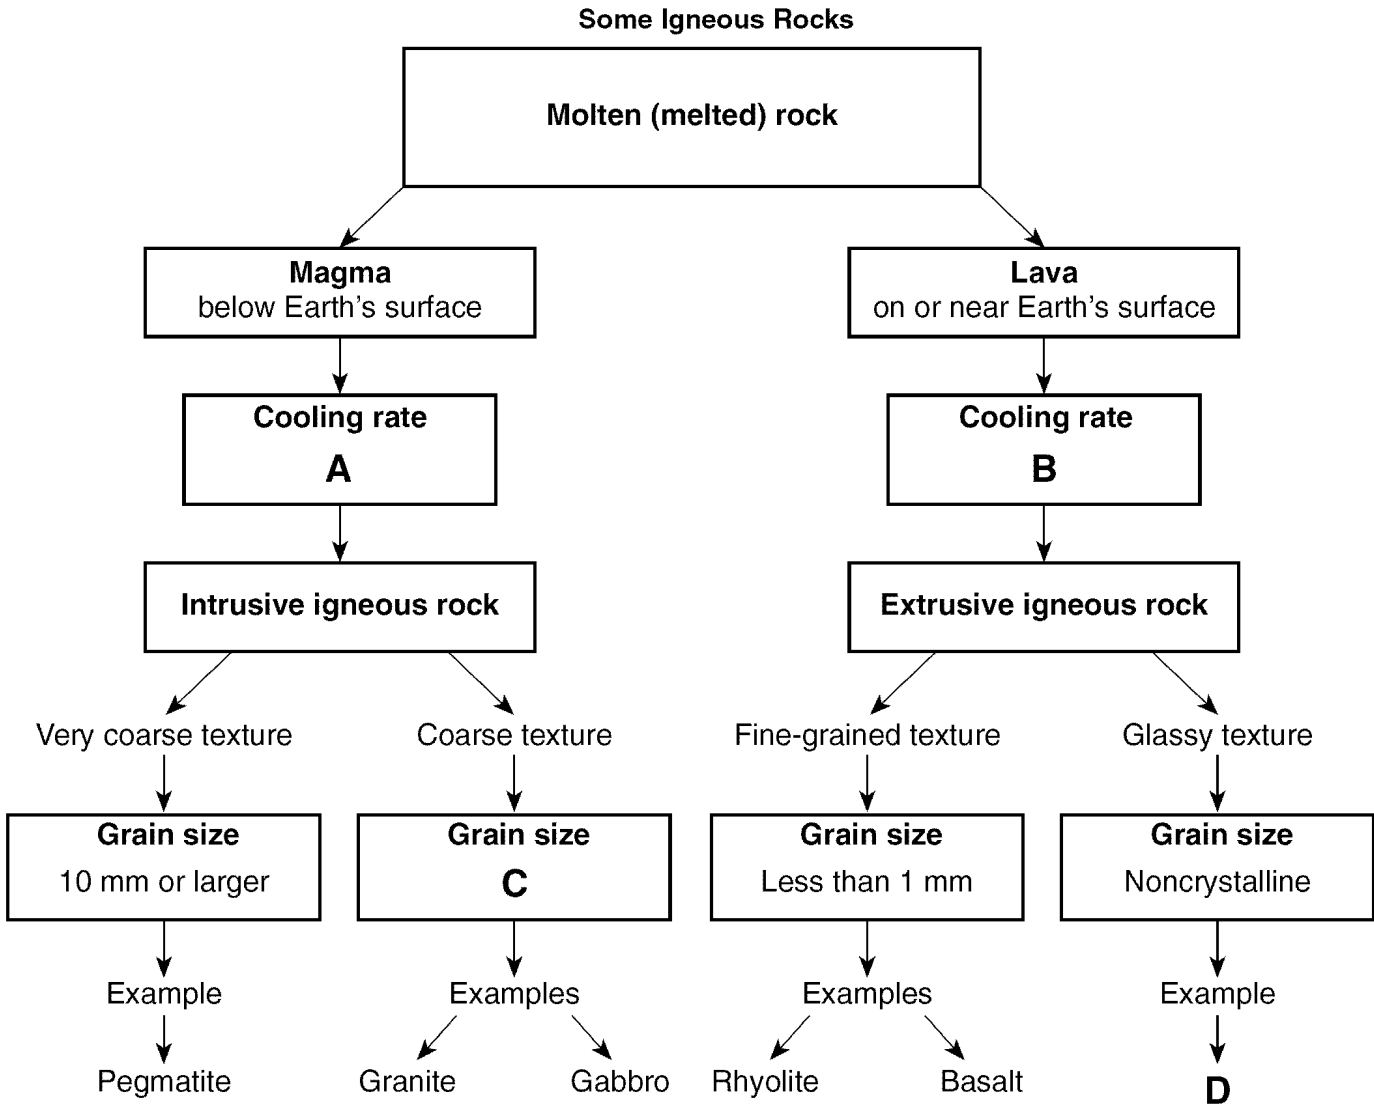 Some Igneous Rocks
Molten (melted) rock
Magma
below Earth's surface
Lava
on or near Earth's surface
Cooling rate
A
Cooling rate
B
Intrusive igneous rock
Extrusive igneous rock
Very coarse texture
Coarse texture
Fine-grained texture
Glassy texture
Grain size
10 mm or larger
Grain size
C
Grain size
Less than 1 mm
Grain size
Noncrystalline
Example
Examples
Examples
Example
Pegmatite
Granite
Gabbro
Rhyolite
Basalt
D